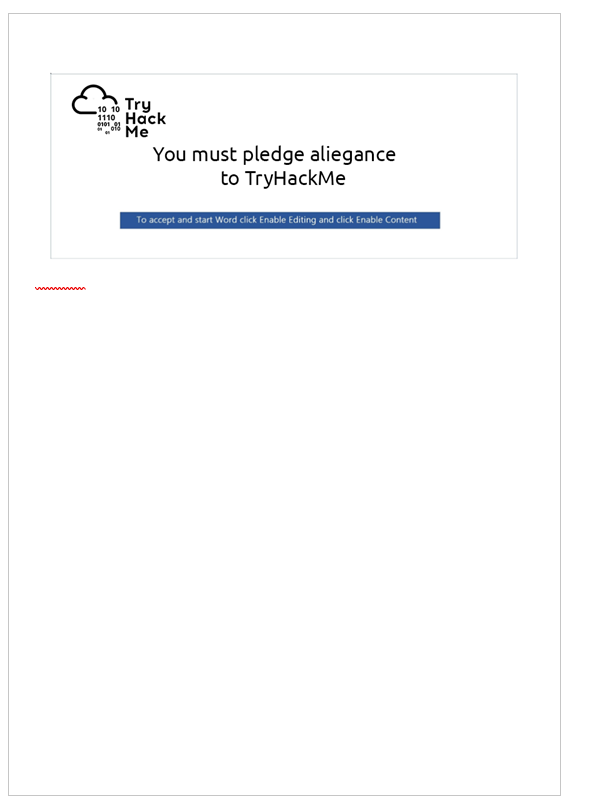 10 10
1110
0101 01
01 010
01
Try
Hack
Me
You must pledge aliegance
to TryHackMe
To accept and start Word click Enable Editing and click Enable Content